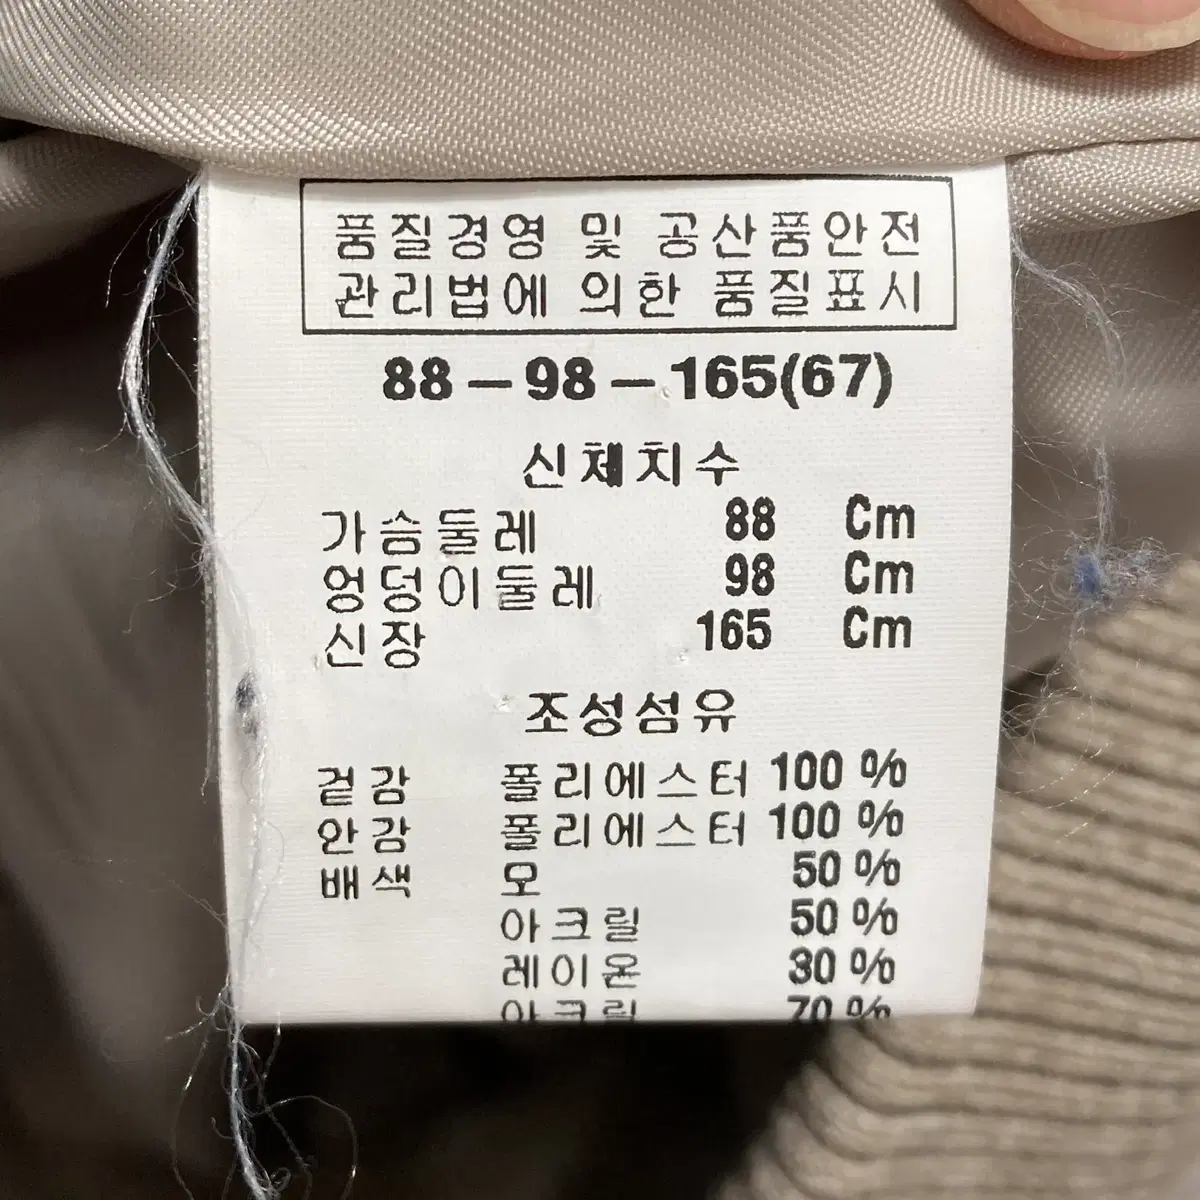 품질경영 및 공산품안전
관리법에 의한 품질표시
88-98-165(67)
신체치수
가슴둘레 88 Cm
엉덩이둘레 98 Cm
신장 165 Cm
조성섬유
겉감 폴리에스터 100 %
안감 폴리에스터 100 %
배색 모 50 %
아크릴 50 %
레이온 30 %
아크릴 70 %